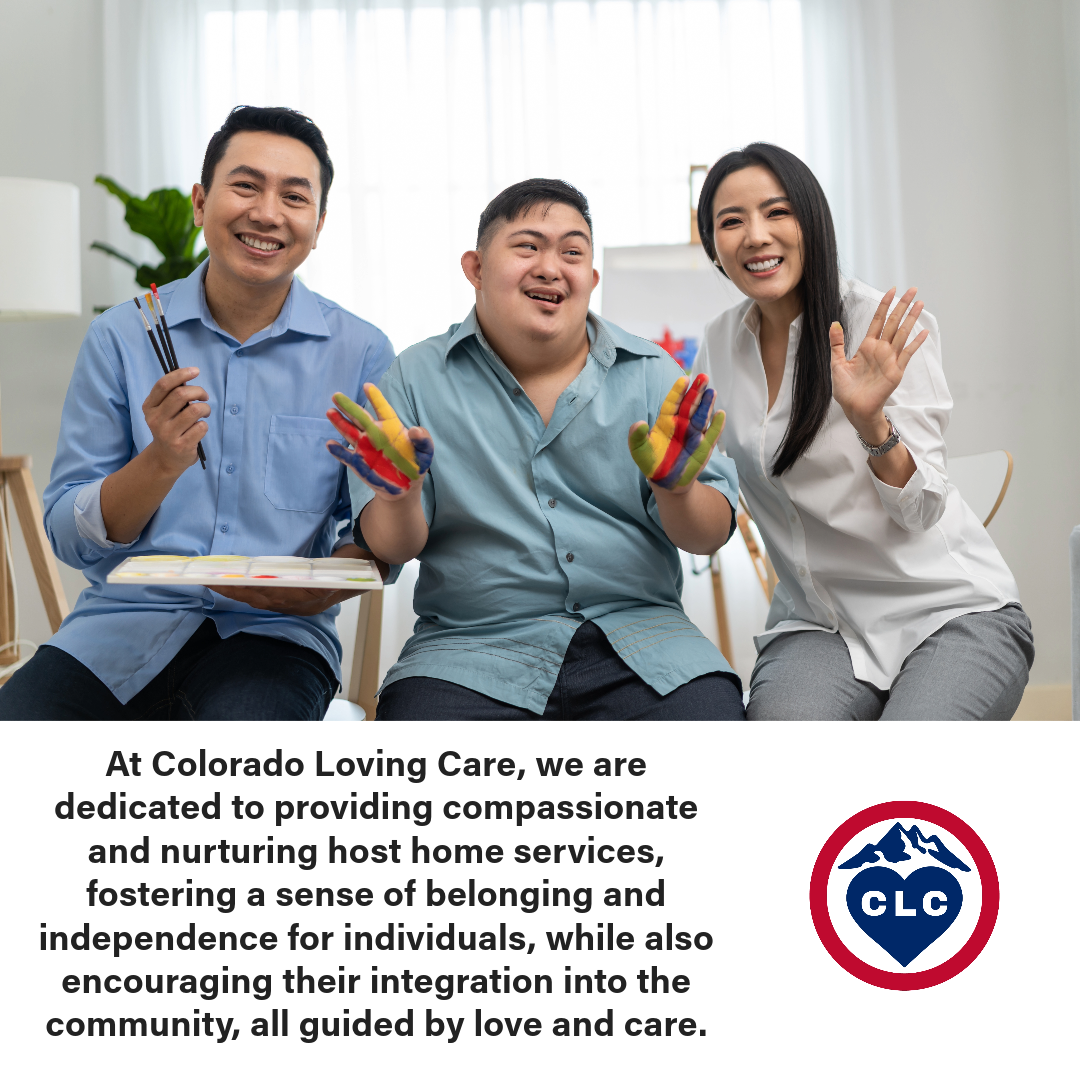 At Colorado Loving Care, we are
dedicated to providing compassionate
and nurturing host home services,
fostering a sense of belonging and
independence for individuals, while also
encouraging their integration into the
community, all guided by love and care.
CLC